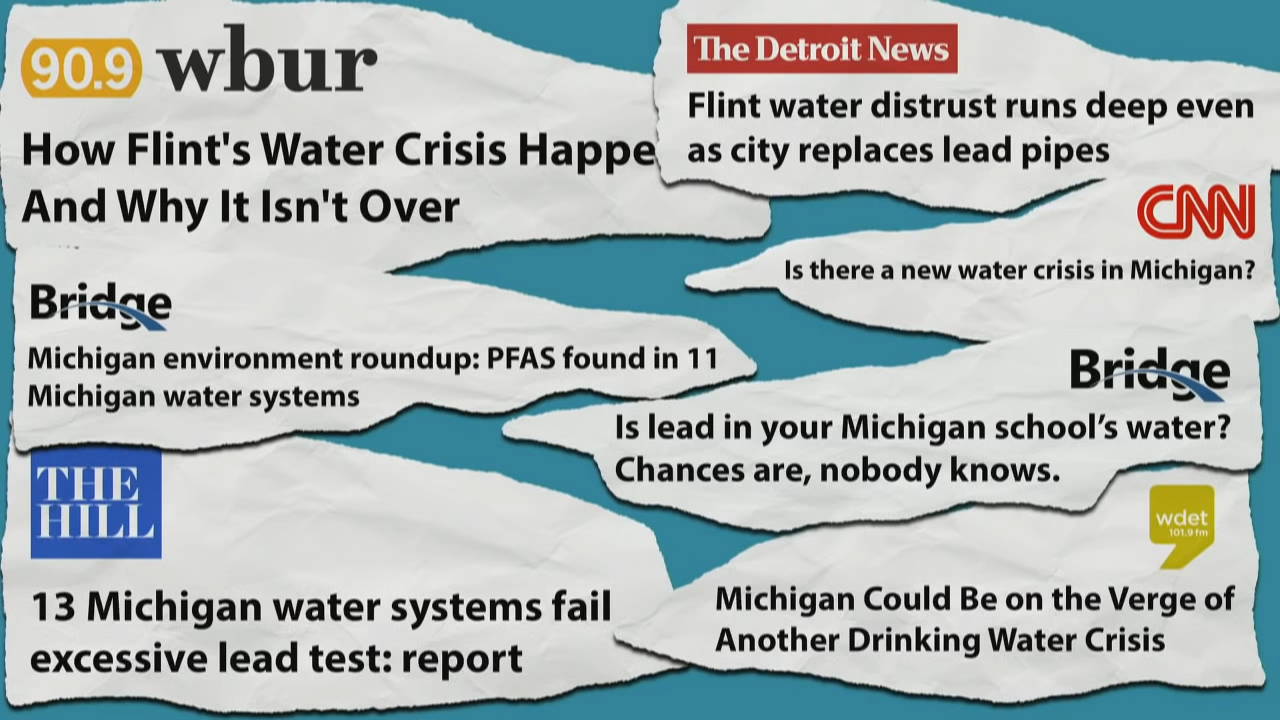 90.9 wbur
How Flint's Water Crisis Happe
And Why It Isn't Over
The Detroit News
Flint water distrust runs deep even
as city replaces lead pipes
CNN
Is there a new water crisis in Michigan?
Bridge
Michigan environment roundup: PFAS found in 11
Michigan water systems
Bridge
Is lead in your Michigan school’s water?
Chances are, nobody knows.
THE
HILL
13 Michigan water systems fail
excessive lead test: report
wdet
101.9 fm
Michigan Could Be on the Verge of
Another Drinking Water Crisis